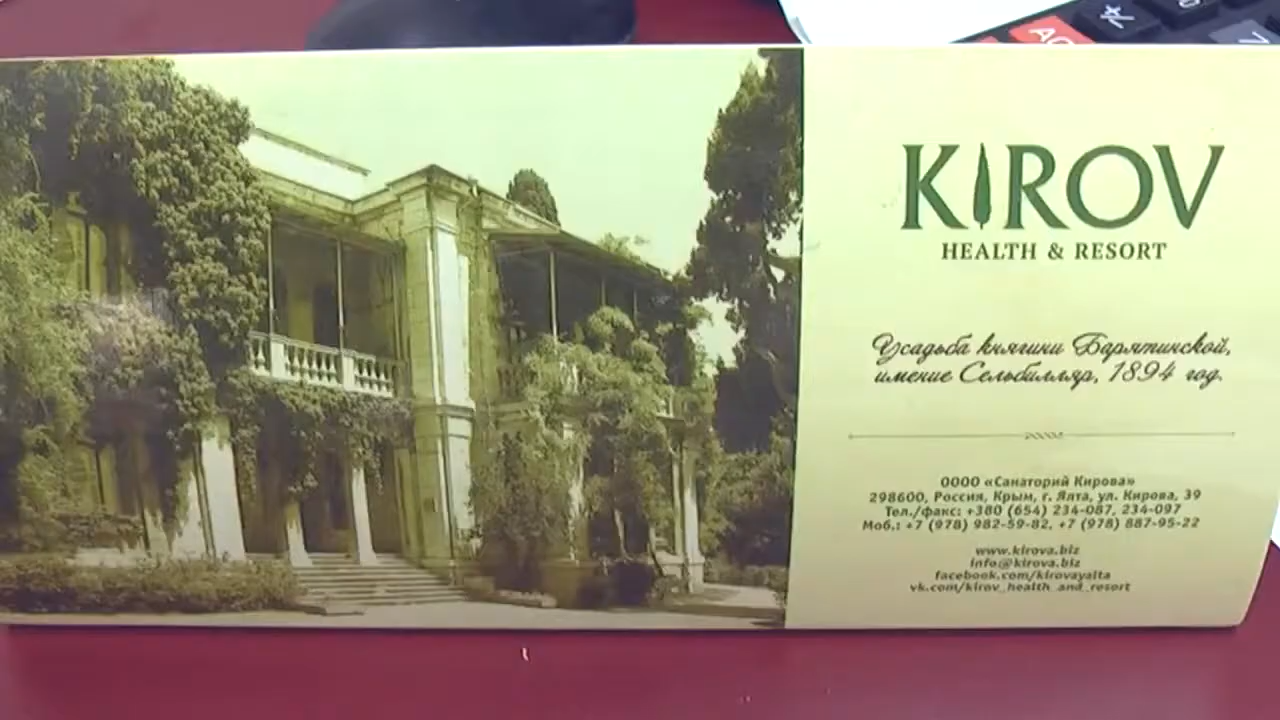 KIROV
HEALTH & RESORT
Усадьба княгини Барятинской,
имение Сельбилляр, 1894 год.
ОООО «Санаторий Кирова»
298600, Россия, Крым, г. Ялта, ул. Кирова, 39
Тел./факс: +380 (654) 234-087, 234-097
Моб.: +7 (978) 982-59-82, +7 (978) 887-95-22
www.kirova.biz
info@kirova.biz
facebook.com/kirovayalta
vk.com/kirov_health_and_resort